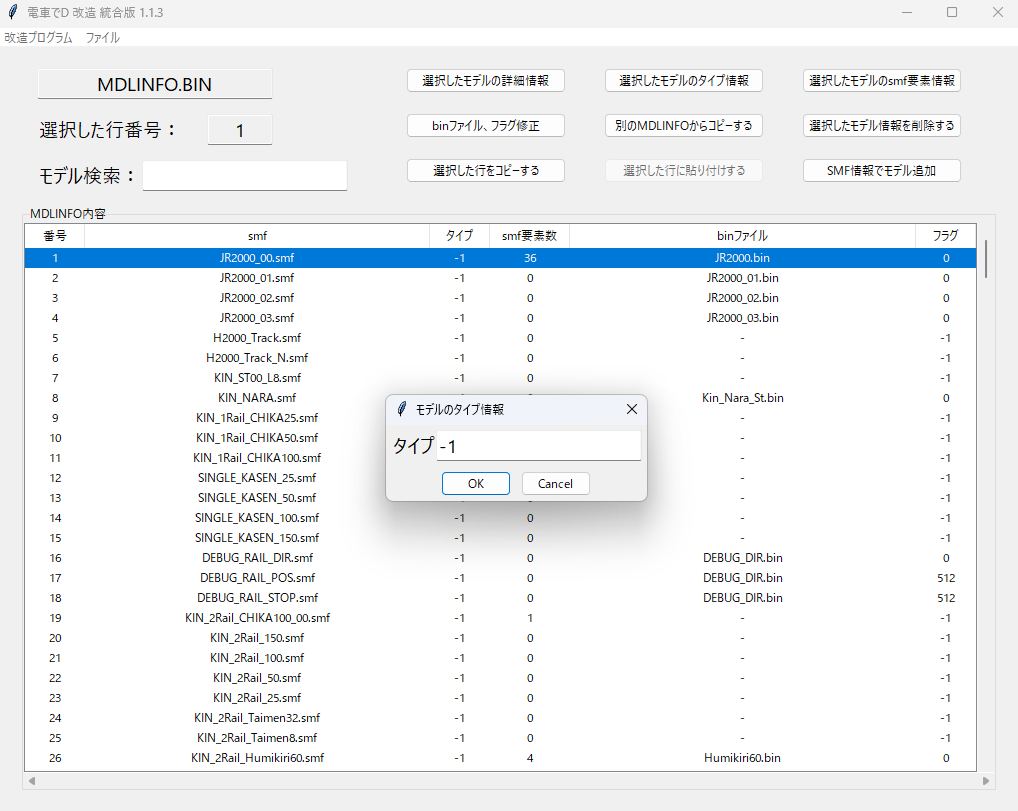 電車でD 改造 統合版 1.1.3
改造プログラム ファイル
MDLINFO.BIN
選択したモデルの詳細情報 選択したモデルのタイプ情報 選択したモデルのsmf要素情報
選択した行番号： 1
binファイル、フラグ修正 別のMDLINFOからコピーする 選択したモデル情報を削除する
モデル検索：
選択した行をコピーする 選択した行に貼り付けする SMF情報でモデル追加
MDLINFO内容
番号 smf タイプ smf要素数 binファイル フラグ
1 JR2000_00.smf -1 36 JR2000.bin 0
2 JR2000_01.smf -1 0 JR2000_01.bin 0
3 JR2000_02.smf -1 0 JR2000_02.bin 0
4 JR2000_03.smf -1 0 JR2000_03.bin 0
5 H2000_Track.smf -1 0 - -1
6 H2000_Track_N.smf -1 0 - -1
7 KIN_ST00_L8.smf -1 0 - -1
8 KIN_NARA.smf Kin_Nara_St.bin 0
9 KIN_1Rail_CHIKA25.smf - -1
10 KIN_1Rail_CHIKA50.smf - -1
11 KIN_1Rail_CHIKA100.smf - -1
12 SINGLE_KASEN_25.smf - -1
13 SINGLE_KASEN_50.smf - -1
14 SINGLE_KASEN_100.smf -1 0 - -1
15 SINGLE_KASEN_150.smf -1 0 - -1
16 DEBUG_RAIL_DIR.smf -1 0 DEBUG_DIR.bin 0
17 DEBUG_RAIL_POS.smf -1 0 DEBUG_DIR.bin 512
18 DEBUG_RAIL_STOP.smf -1 0 DEBUG_DIR.bin 512
19 KIN_2Rail_CHIKA100_00.smf -1 1 - -1
20 KIN_2Rail_150.smf -1 0 - -1
21 KIN_2Rail_100.smf -1 0 - -1
22 KIN_2Rail_50.smf -1 0 - -1
23 KIN_2Rail_25.smf -1 0 - -1
24 KIN_2Rail_Taimen32.smf -1 0 - -1
25 KIN_2Rail_Taimen8.smf -1 0 - -1
26 KIN_2Rail_Humikiri60.smf -1 4 Humikiri60.bin 0
モデルのタイプ情報
タイプ -1
OK Cancel